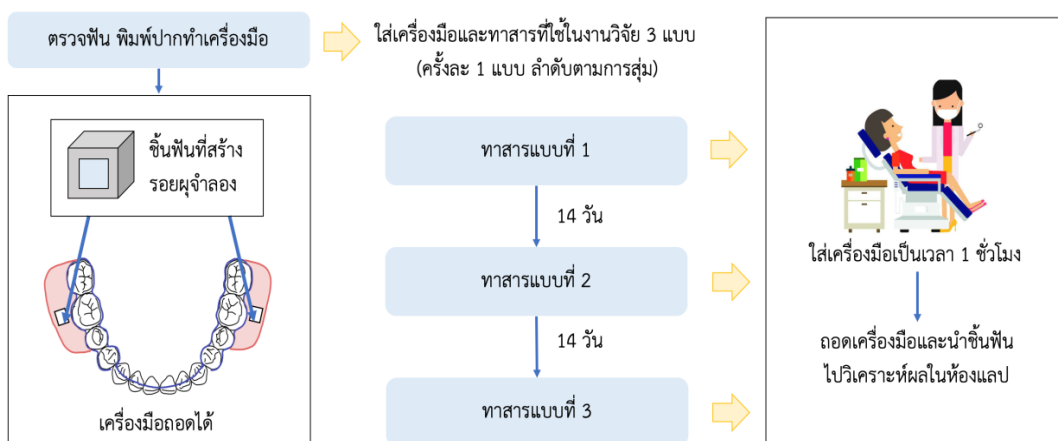 ตรวจฟัน พิมพ์ปากทำเครื่องมือ
ชิ้นฟันที่สร้าง
รอยผุจำลอง
เครื่องมือถอดได้
ใส่เครื่องมือและทาสารที่ใช้ในงานวิจัย 3 แบบ
(ครั้งละ 1 แบบ ลำดับตามการสุ่ม)
ทาสารแบบที่ 1
14 วัน
ทาสารแบบที่ 2
14 วัน
ทาสารแบบที่ 3
ใส่เครื่องมือเป็นเวลา 1 ชั่วโมง
ถอดเครื่องมือและนำชิ้นฟัน
ไปวิเคราะห์ผลในห้องแลป